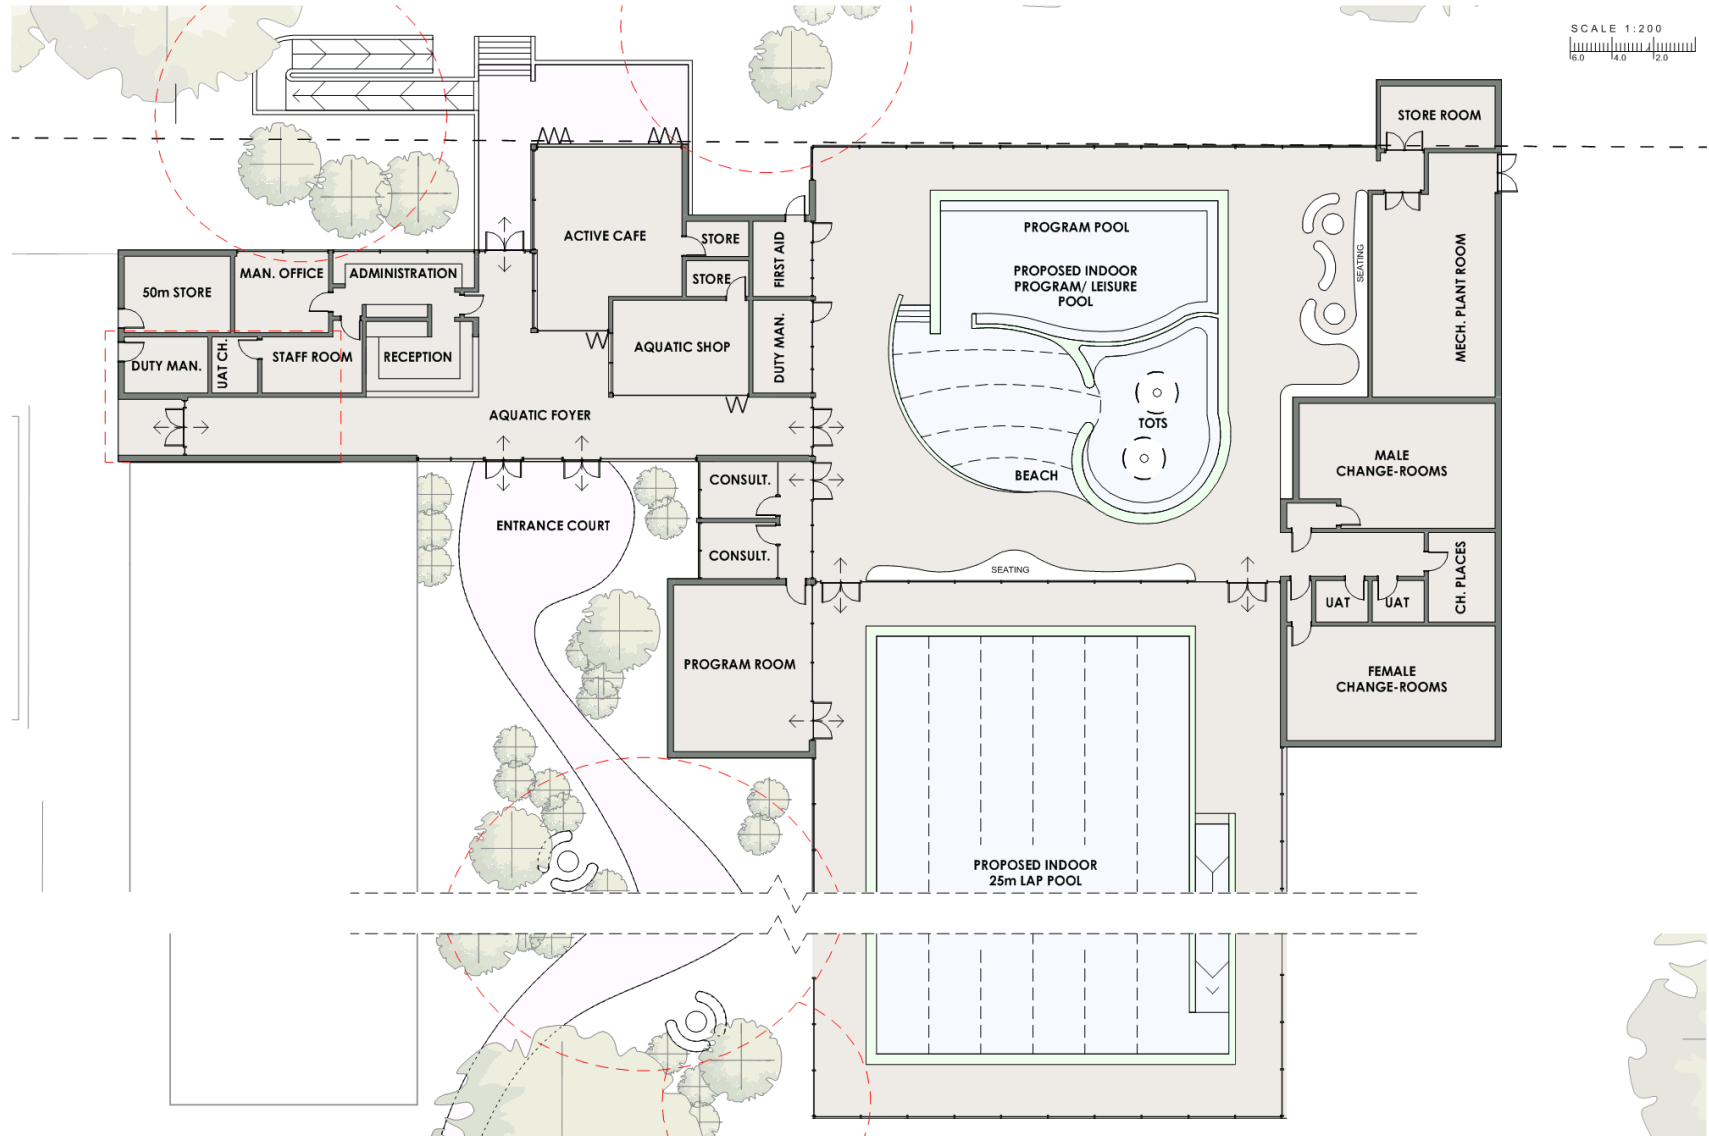 SCALE 1:200
6.0 4.0 2.0
STORE ROOM
PROGRAM POOL
ACTIVE CAFE
STORE
FIRST AID
MAN. OFFICE
ADMINISTRATION
PROPOSED INDOOR
PROGRAM/ LEISURE
POOL
SEATING
STORE
50m STORE
MECH. PLANT ROOM
AQUATIC SHOP
DUTY MAN.
UAT CH.
STAFF ROOM
RECEPTION
DUTY MAN.
AQUATIC FOYER
TOTS
MALE
CHANGE-ROOMS
BEACH
CONSULT.
ENTRANCE COURT
CONSULT.
SEATING
CH. PLACES
UAT
UAT
PROGRAM ROOM
FEMALE
CHANGE-ROOMS
PROPOSED INDOOR
25m LAP POOL